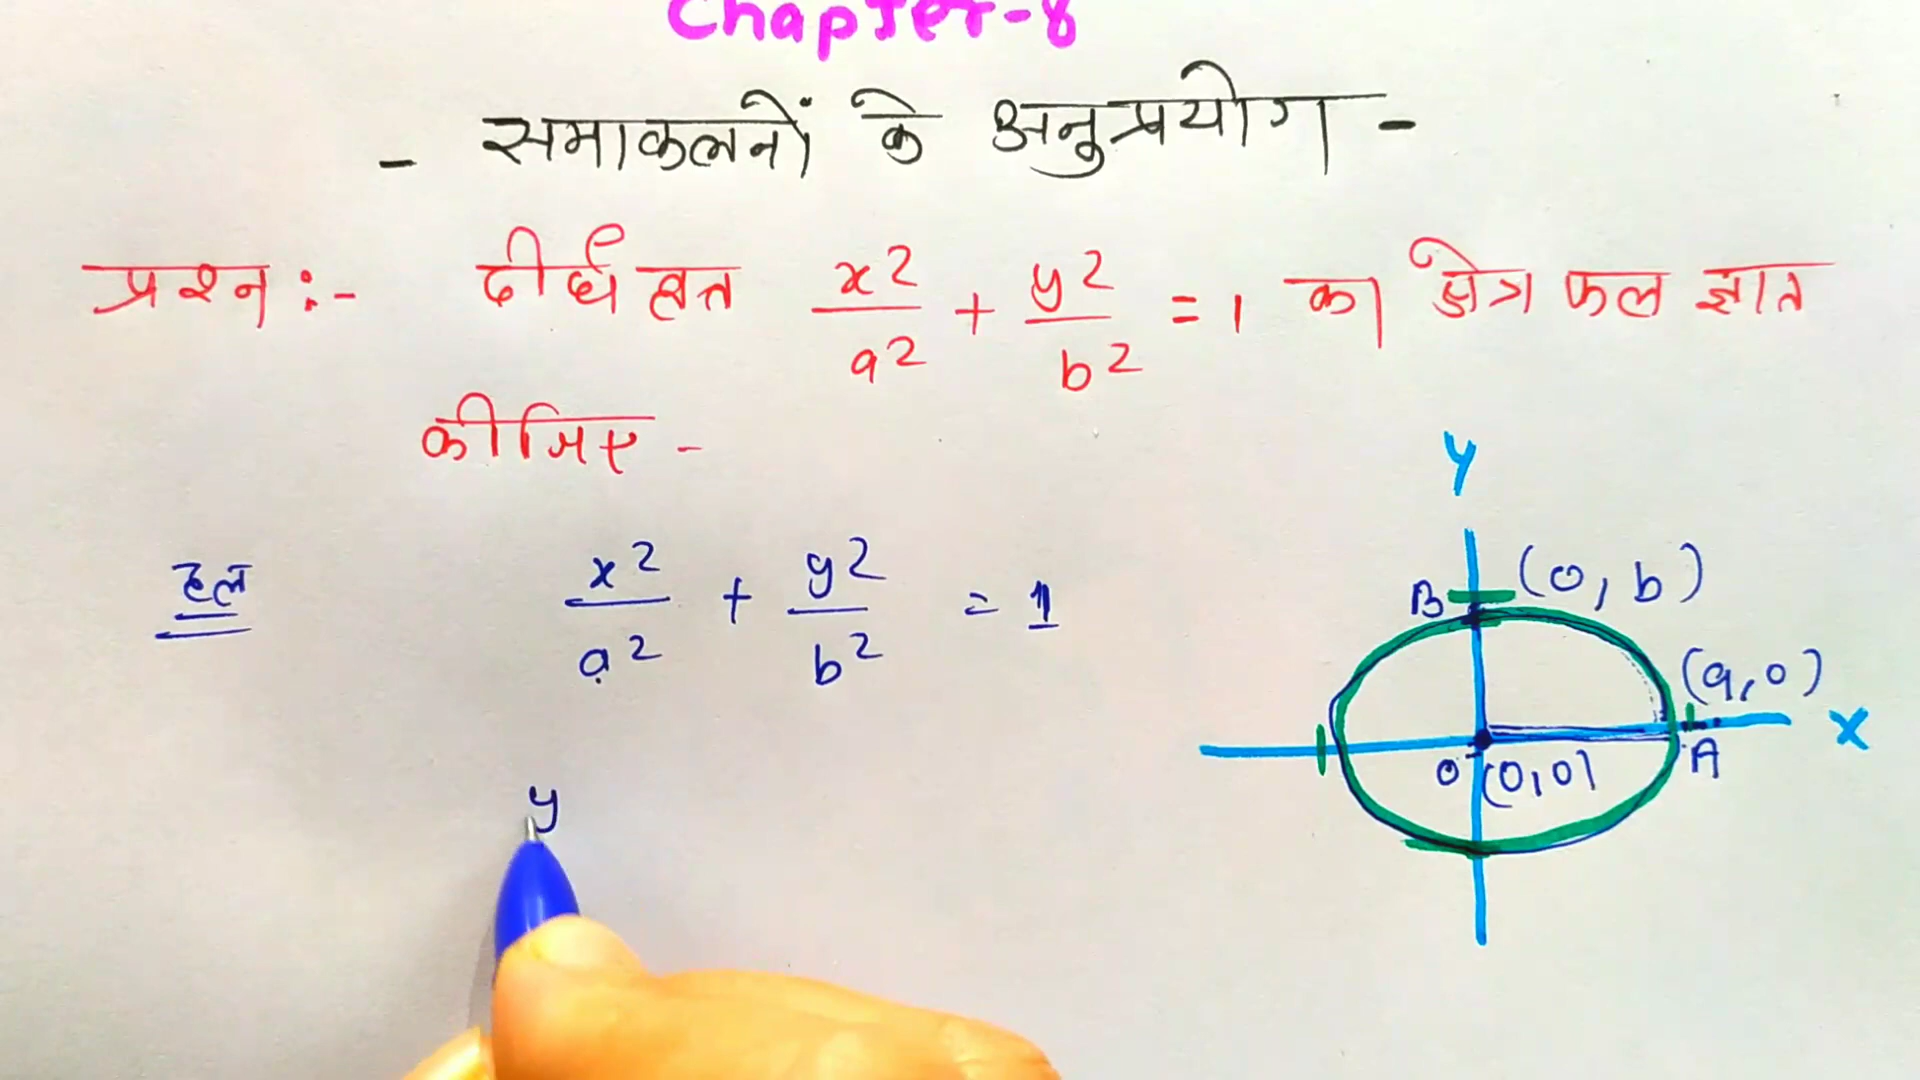 Chapter-8
- समाकलनों के अनुप्रयोग -
प्रश्न :- दीर्घवृत्त x²/a² + y²/b² = 1 का क्षेत्रफल ज्ञात
कीजिए -
हल x²/a² + y²/b² = 1
y
Y
B (0, b)
(a, 0)
X
O (0,0) A